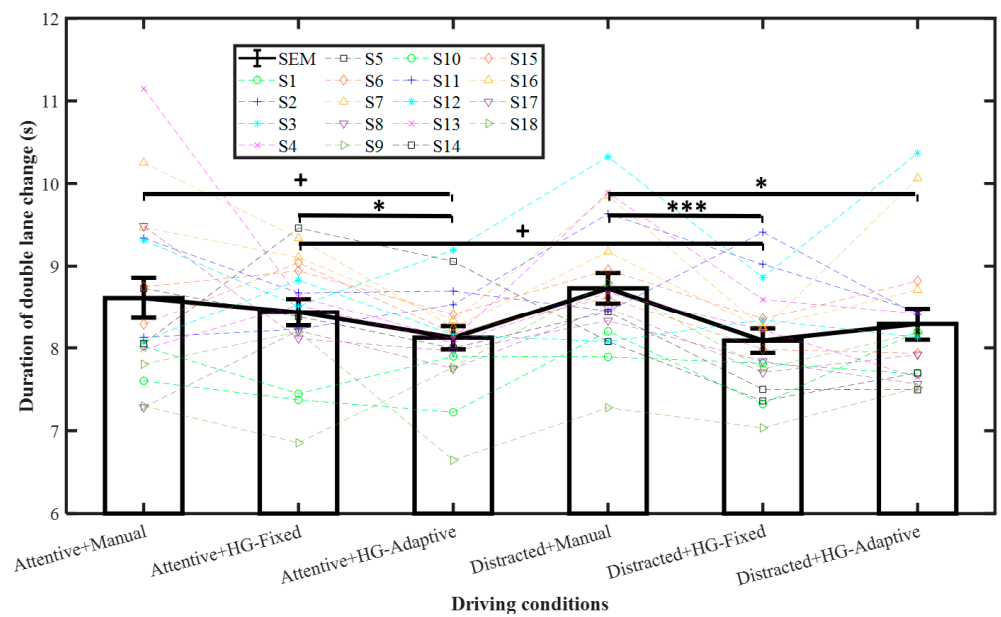 12
11
10
9
8
7
6
Duration of double lane change (s)
SEM S5 S10 S15
S1 S6 S11 S16
S2 S7 S12 S17
S3 S8 S13 S18
S4 S9 S14
+ *
* ***
+
Attentive+Manual
Attentive+HG-Fixed
Attentive+HG-Adaptive
Distracted+Manual
Distracted+HG-Fixed
Distracted+HG-Adaptive
Driving conditions